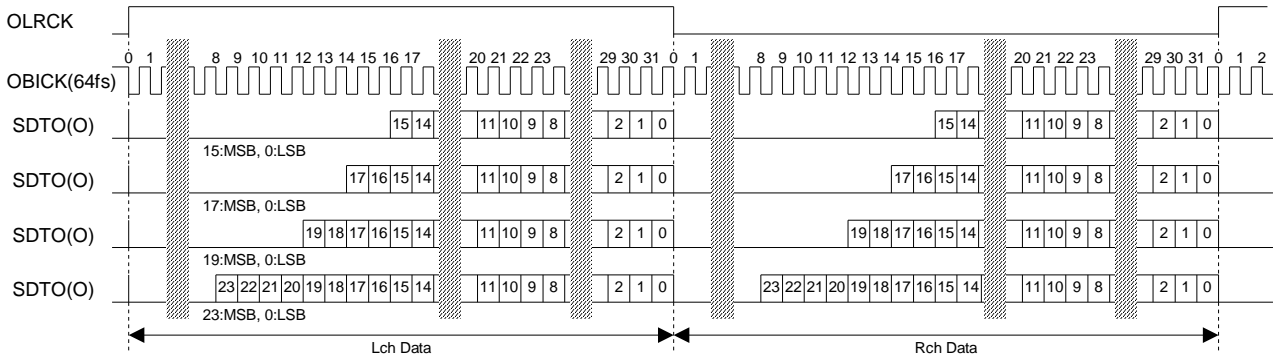 OLRCK
0 1 8 9 10 11 12 13 14 15 16 17 20 21 22 23 29 30 31 0 1 8 9 10 11 12 13 14 15 16 17 20 21 22 23 29 30 31 0 1 2
OBICK(64fs)
SDTO(O) 15 14 11 10 9 8 2 1 0 15 14 11 10 9 8 2 1 0
15:MSB, 0:LSB
SDTO(O) 17 16 15 14 11 10 9 8 2 1 0 17 16 15 14 11 10 9 8 2 1 0
17:MSB, 0:LSB
SDTO(O) 19 18 17 16 15 14 11 10 9 8 2 1 0 19 18 17 16 15 14 11 10 9 8 2 1 0
19:MSB, 0:LSB
SDTO(O) 23 22 21 20 19 18 17 16 15 14 11 10 9 8 2 1 0 23 22 21 20 19 18 17 16 15 14 11 10 9 8 2 1 0
23:MSB, 0:LSB
Lch Data Rch Data